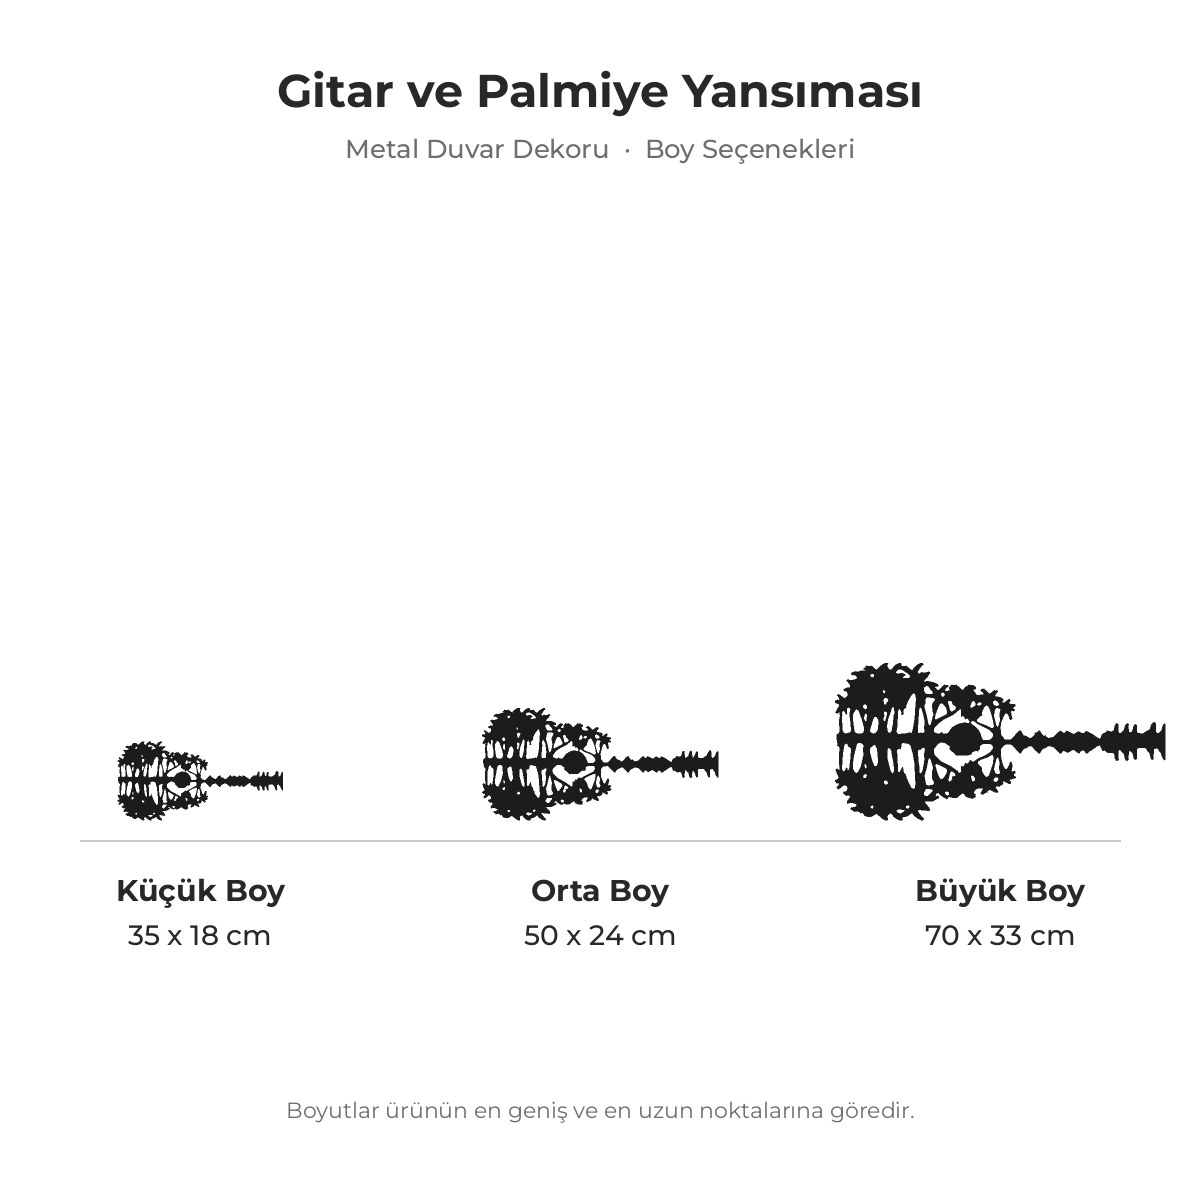 Gitar ve Palmiye Yansıması
Metal Duvar Dekoru · Boy Seçenekleri
Küçük Boy
35 x 18 cm
Orta Boy
50 x 24 cm
Büyük Boy
70 x 33 cm
Boyutlar ürünün en geniş ve en uzun noktalarına göredir.